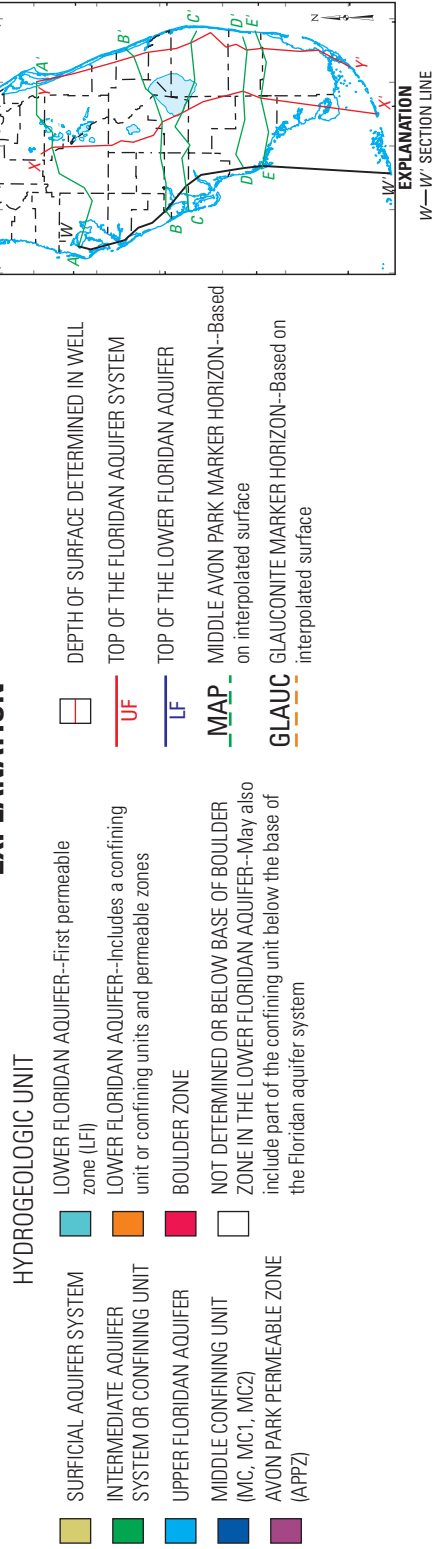 EXPLANATION
HYDROGEOLOGIC UNIT
SURFICIAL AQUIFER SYSTEM
INTERMEDIATE AQUIFER
SYSTEM OR CONFINING UNIT
UPPER FLORIDAN AQUIFER
MIDDLE CONFINING UNIT
(MC, MC1, MC2)
AVON PARK PERMEABLE ZONE
(APPZ)
LOWER FLORIDAN AQUIFER--First permeable
zone (LF1)
LOWER FLORIDAN AQUIFER--Includes a confining
unit or confining units and permeable zones
BOULDER ZONE
NOT DETERMINED OR BELOW BASE OF BOULDER
ZONE IN THE LOWER FLORIDAN AQUIFER--May also
include part of the confining unit below the base of
the Floridan aquifer system
DEPTH OF SURFACE DETERMINED IN WELL
UF
TOP OF THE FLORIDAN AQUIFER SYSTEM
LF
TOP OF THE LOWER FLORIDAN AQUIFER
MAP
MIDDLE AVON PARK MARKER HORIZON--Based
on interpolated surface
GLAUC
GLAUCONITE MARKER HORIZON--Based on
interpolated surface
A
A'
B
B'
C
C'
D
D'
E
E'
W
W'
X
X'
Y
Y'
N
EXPLANATION
W—W' SECTION LINE